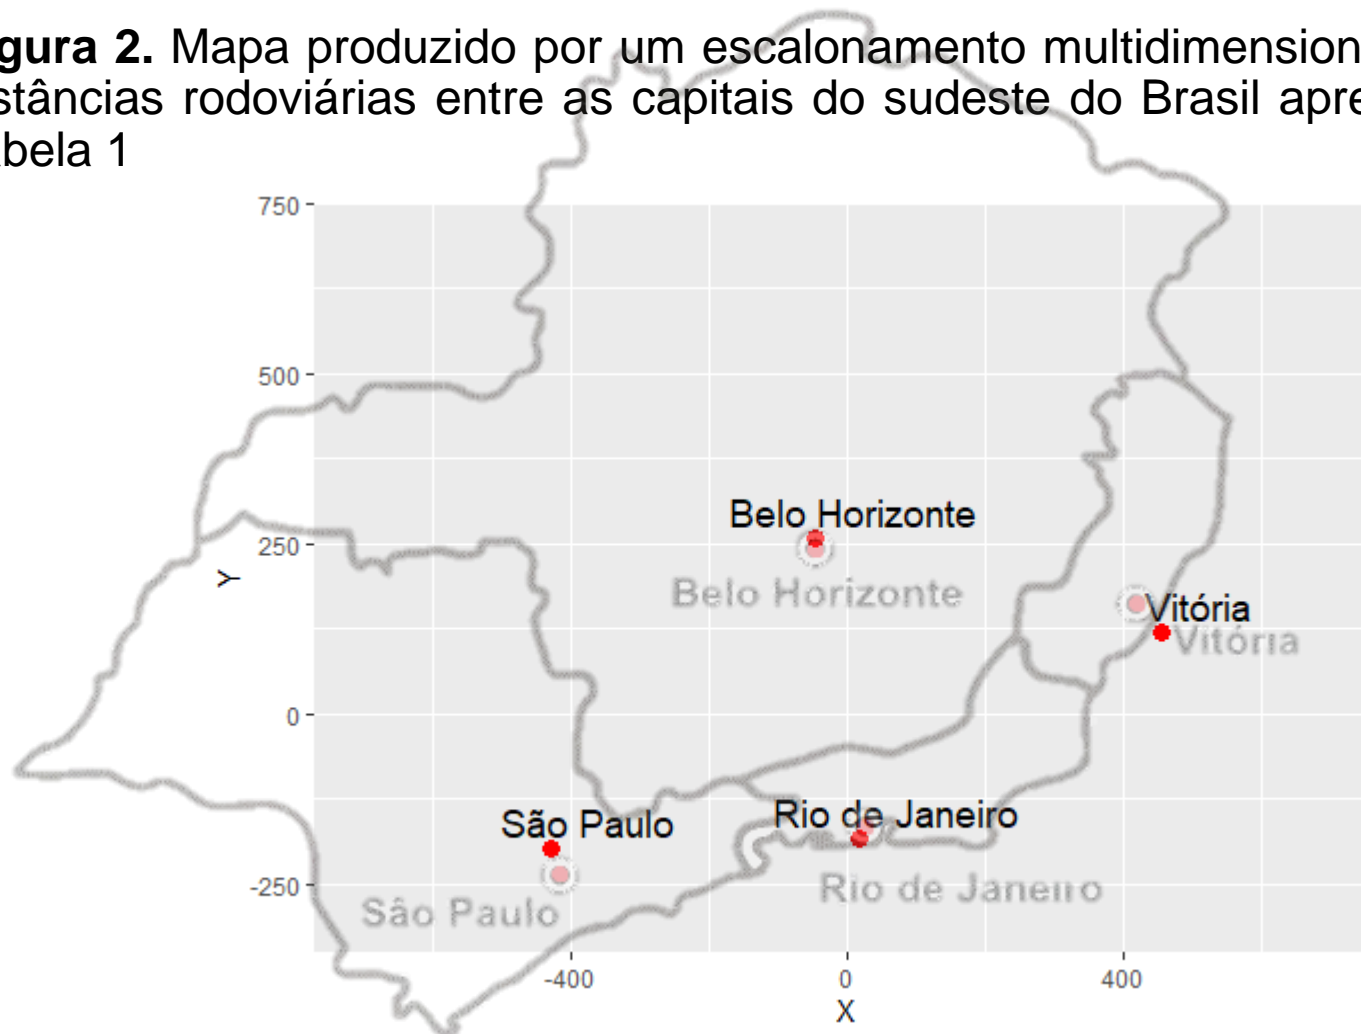 gura 2. Mapa produzido por um escalonamento multidimension
stâncias rodoviárias entre as capitais do sudeste do Brasil apre
bela 1
750
500
Belo Horizonte
250
Y
Belo Horizonte
Vitória
Vitória
0
São Paulo
Rio de Janeiro
-250
Rio de Janeiro
São Paulo
-400
0
400
X